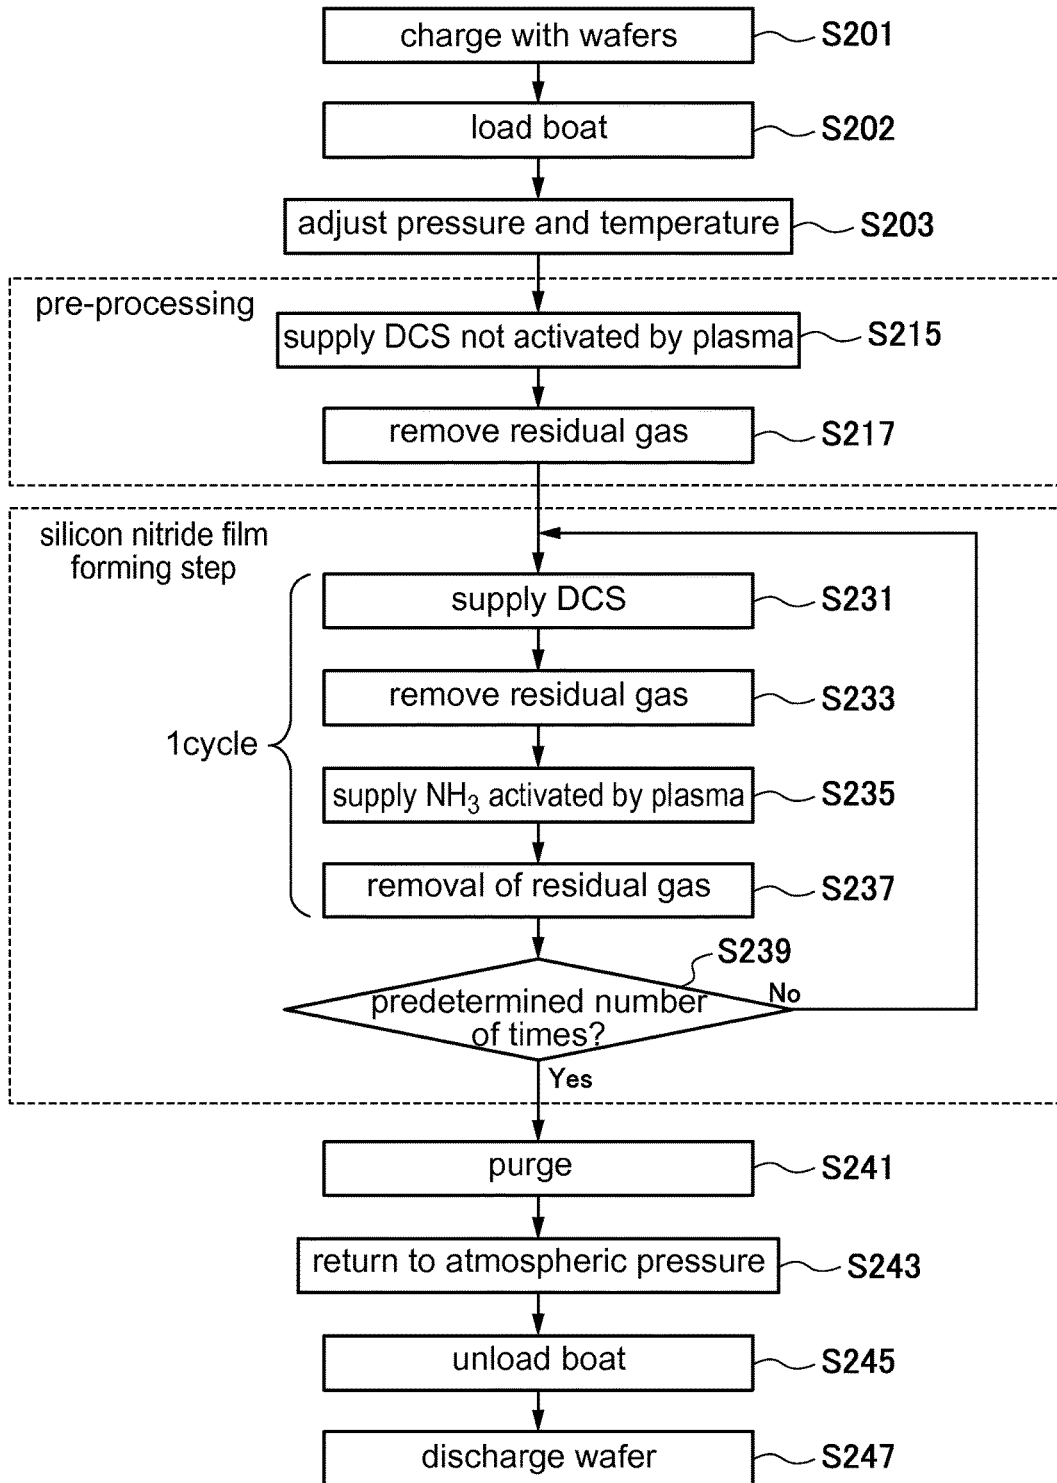 charge with wafers S201
load boat S202
adjust pressure and temperature S203
pre-processing
supply DCS not activated by plasma S215
remove residual gas S217
silicon nitride film
forming step
supply DCS S231
remove residual gas S233
1cycle
supply NH3 activated by plasma S235
removal of residual gas S237
S239
predetermined number
of times?
No
Yes
purge S241
return to atmospheric pressure S243
unload boat S245
discharge wafer S247